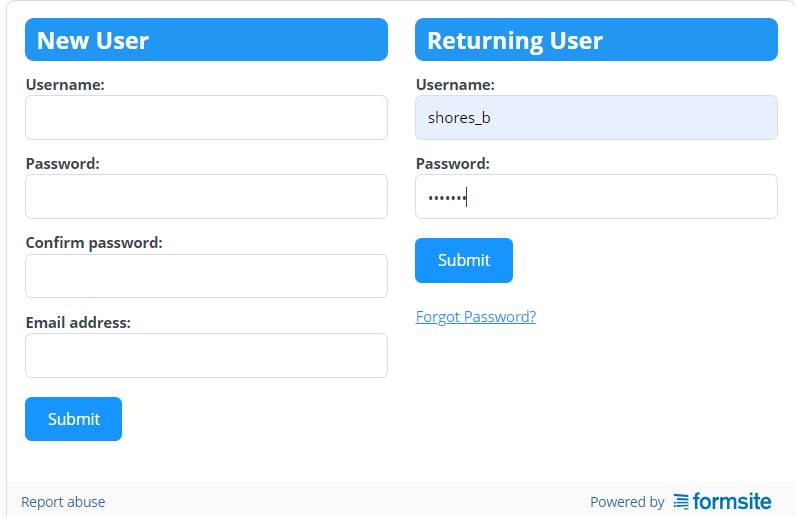 New User
Username:
Password:
Confirm password:
Email address:
Submit
Returning User
Username:
shores_b
Password:
•••••••
Submit
Forgot Password?
Report abuse
Powered by formsite